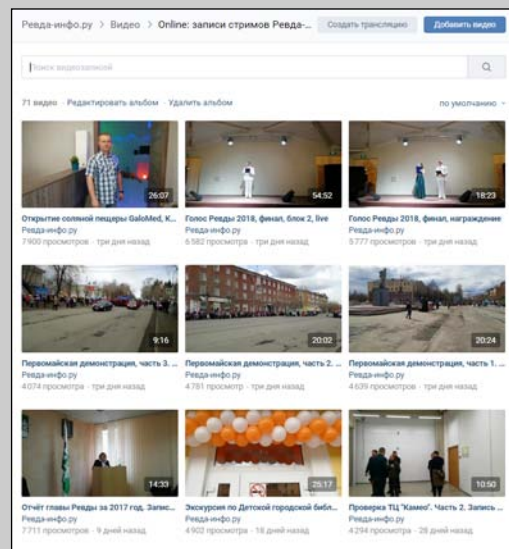 Ревда-инфо.ру > Видео > Online: записи стримов Ревда-... Создать трансляцию Добавить видео
Поиск видеозаписей
71 видео · Редактировать альбом · Удалить альбом по умолчанию
26:07 54:52 18:23
Открытие соляной пещеры GaloMed, К... Голос Ревды 2018, финал, блок 2, live Голос Ревды 2018, финал, награждение
Ревда-инфо.ру Ревда-инфо.ру Ревда-инфо.ру
7 900 просмотров · три дня назад 6 582 просмотра · три дня назад 5 777 просмотров · три дня назад
9:16 20:02 20:24
Первомайская демонстрация, часть 3. ... Первомайская демонстрация, часть 2. ... Первомайская демонстрация, часть 1. ...
Ревда-инфо.ру Ревда-инфо.ру Ревда-инфо.ру
4 074 просмотра · три дня назад 4 781 просмотр · три дня назад 4 639 просмотров · три дня назад
14:33 25:17 10:50
Отчёт главы Ревды за 2017 год. Запис... Экскурсия по Детской городской библ... Проверка ТЦ "Камео". Часть 2. Запись ...
Ревда-инфо.ру Ревда-инфо.ру Ревда-инфо.ру
7 711 просмотров · 9 дней назад 4 902 просмотра · 18 дней назад 4 294 просмотра · 28 дней назад